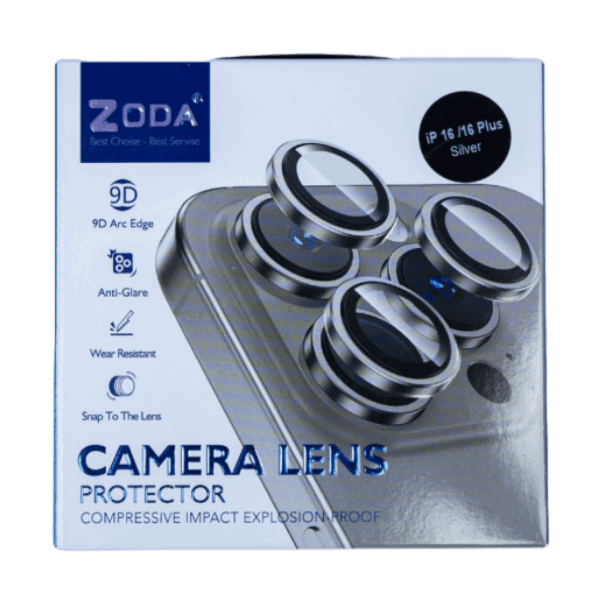 ZODA
Best Choise - Best Servise
iP 16 /16 Plus
Silver
9D
9D Arc Edge
Anti-Glare
Wear Resistant
Snap To The Lens
CAMERA LENS
PROTECTOR
COMPRESSIVE IMPACT EXPLOSION-PROOF